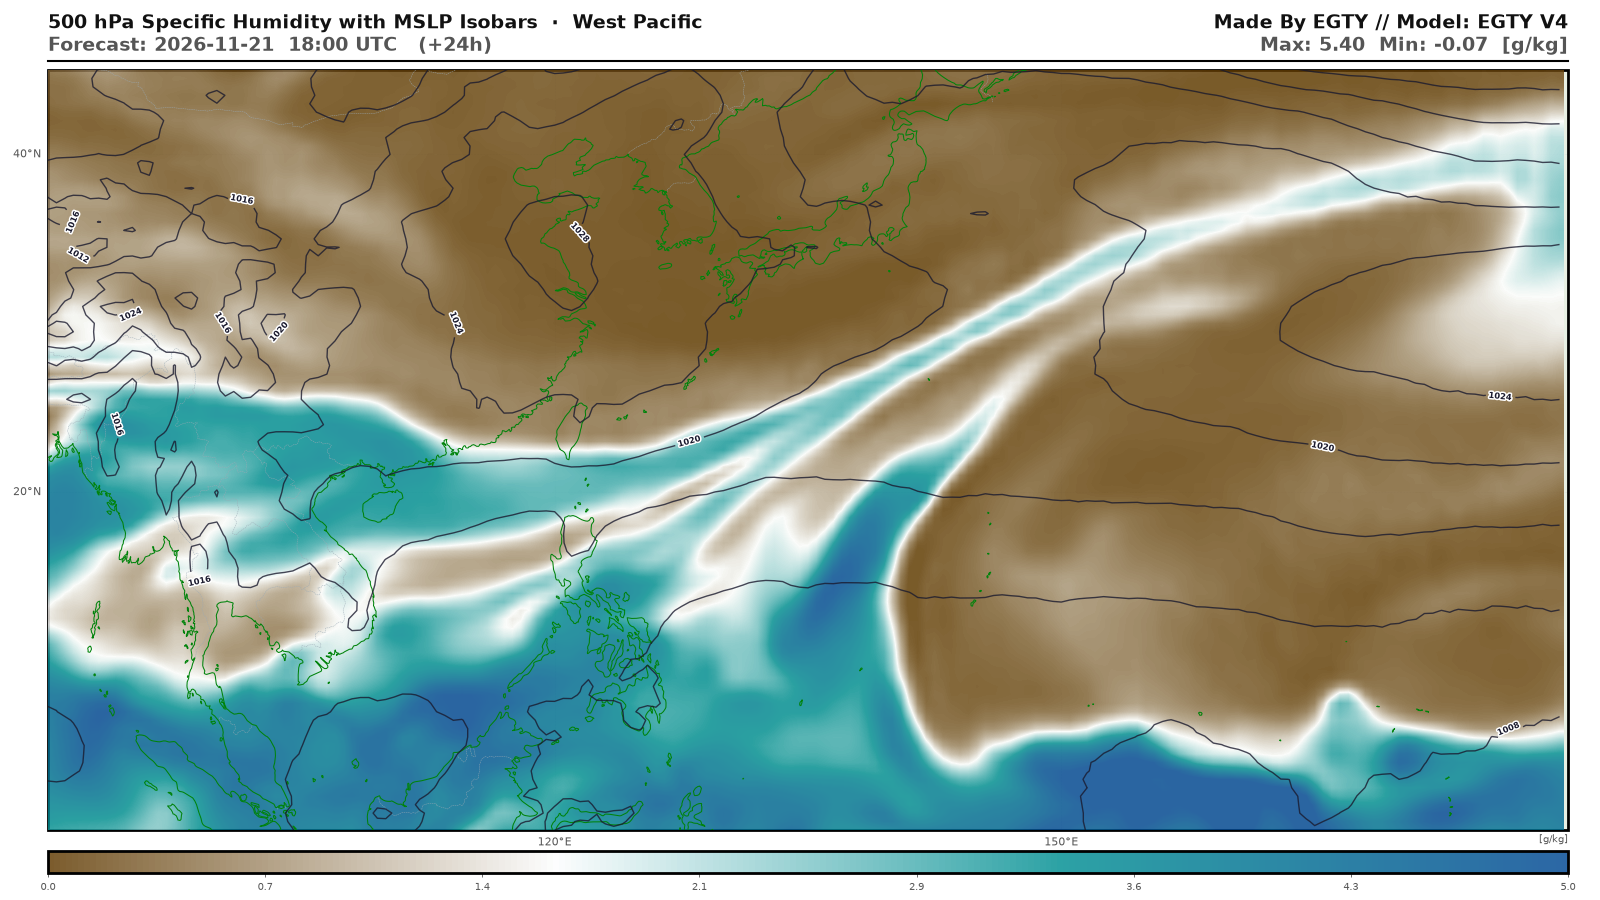 500 hPa Specific Humidity with MSLP Isobars · West Pacific
Made By EGTY // Model: EGTY V4
Forecast: 2026-11-21 18:00 UTC (+24h)
Max: 5.40 Min: -0.07 [g/kg]
40°N
1016
1016
1028
1012
1024
1016
1020
1024
1024
1016
1020
1020
20°N
1016
1008
120°E
150°E
[g/kg]
0.0
0.7
1.4
2.1
2.9
3.6
4.3
5.0